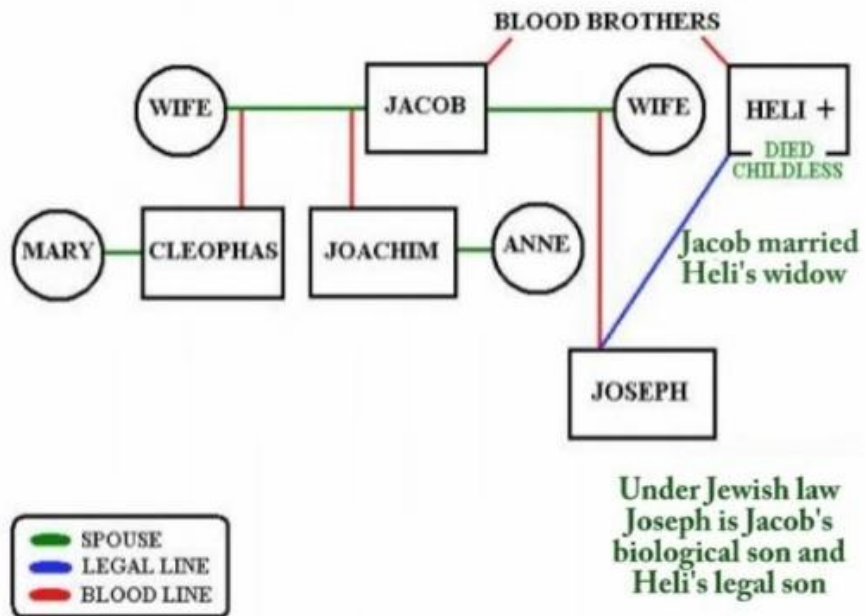 BLOOD BROTHERS
WIFE
JACOB
WIFE
HELI +
DIED
CHILDLESS
MARY
CLEOPHAS
JOACHIM
ANNE
Jacob married
Heli's widow
JOSEPH
Under Jewish law
Joseph is Jacob's
biological son and
Heli's legal son
SPOUSE
LEGAL LINE
BLOOD LINE